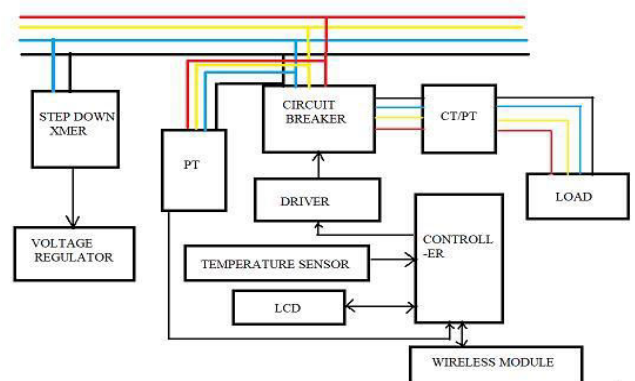 STEP DOWN
XMER
CIRCUIT
BREAKER
CT/PT
PT
LOAD
DRIVER
VOLTAGE
REGULATOR
CONTROLL
-ER
TEMPERATURE SENSOR
LCD
WIRELESS MODULE